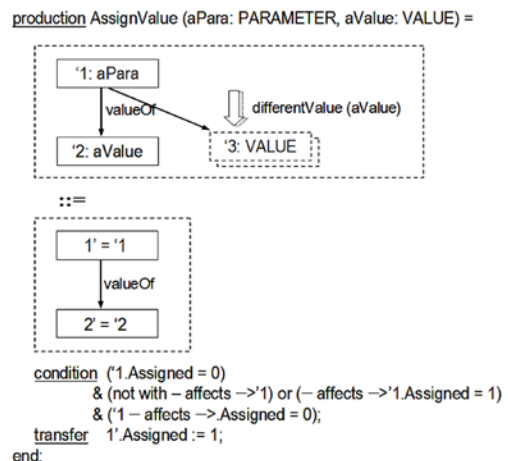 production AssignValue (aPara: PARAMETER, aValue: VALUE) =
‘1: aPara
valueOf
differentValue (aValue)
‘2: aValue
‘3: VALUE
::=
1’ = ‘1
valueOf
2’ = ‘2
condition (‘1.Assigned = 0)
& (not with – affects –>’1) or (– affects –>’1.Assigned = 1)
& (‘1 – affects –>.Assigned = 0);
transfer 1’.Assigned := 1;
end;